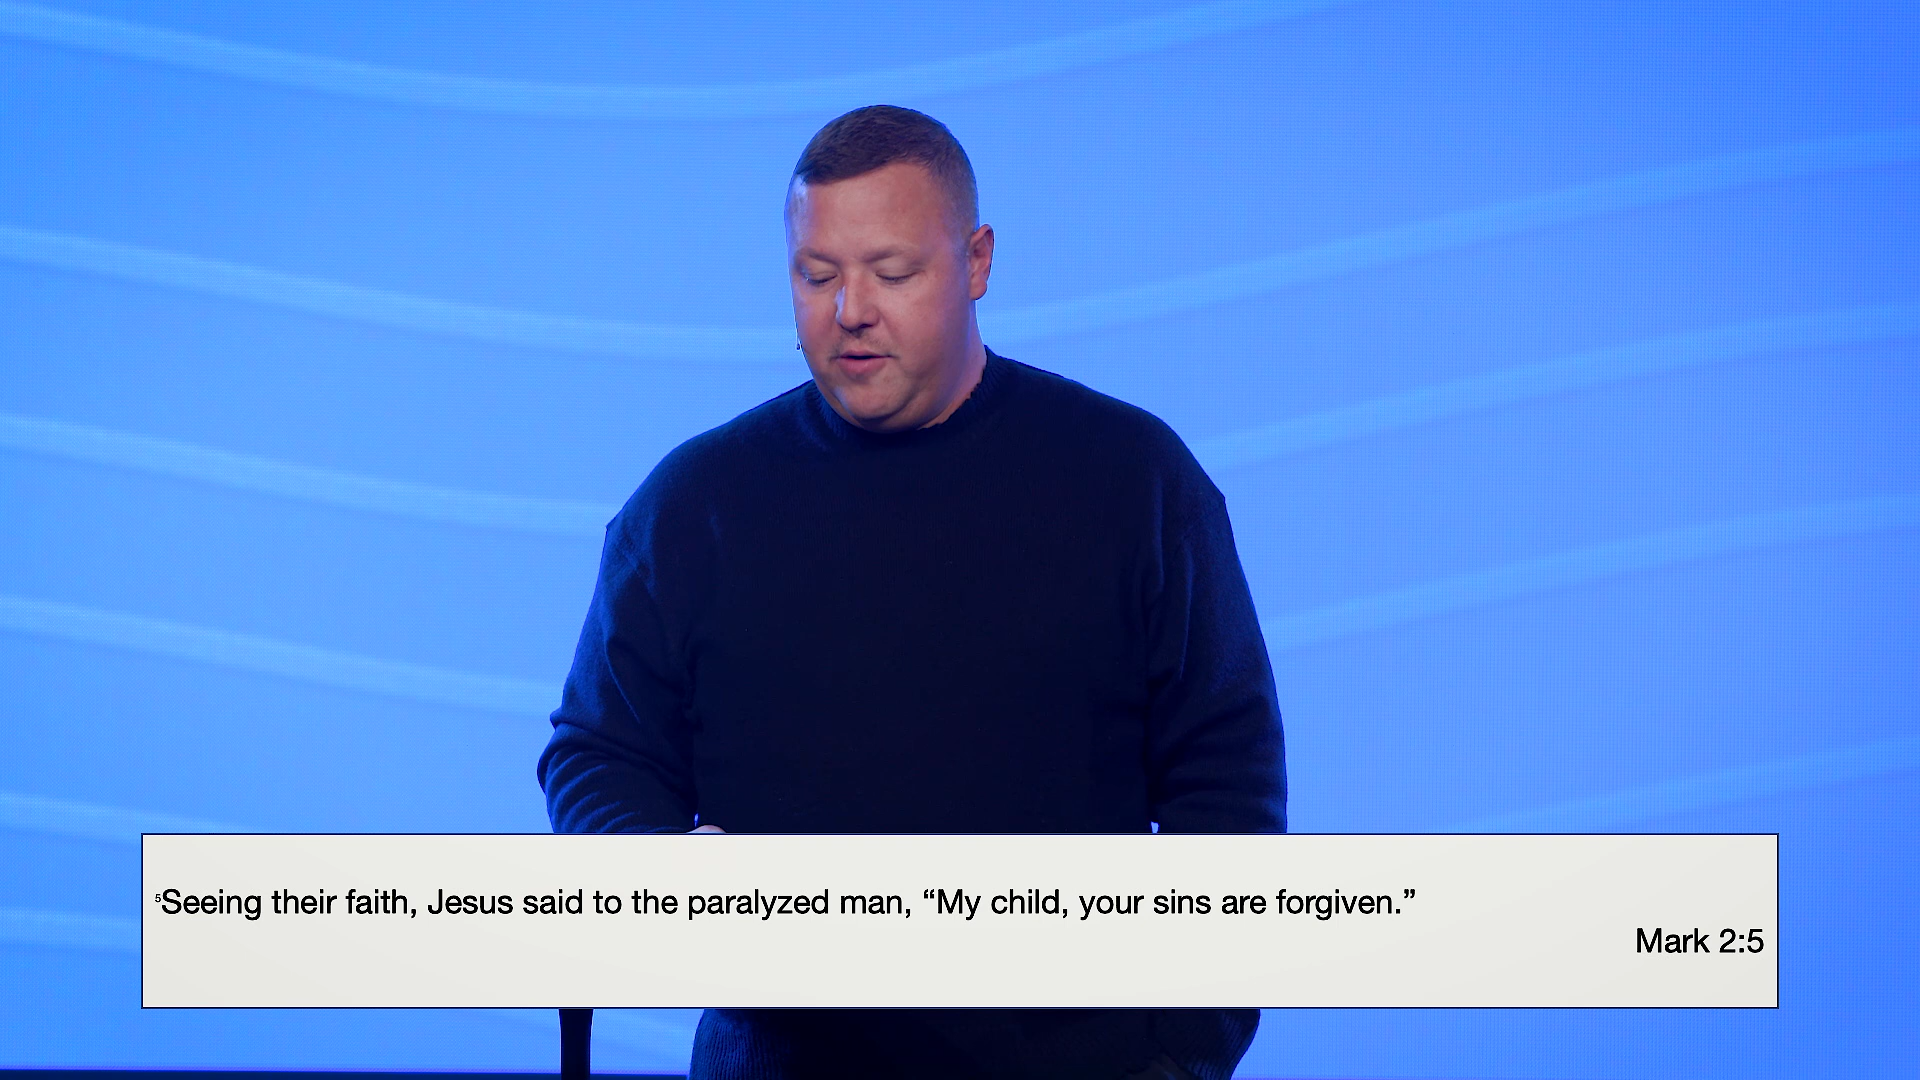 ⁵Seeing their faith, Jesus said to the paralyzed man, “My child, your sins are forgiven.”
Mark 2:5